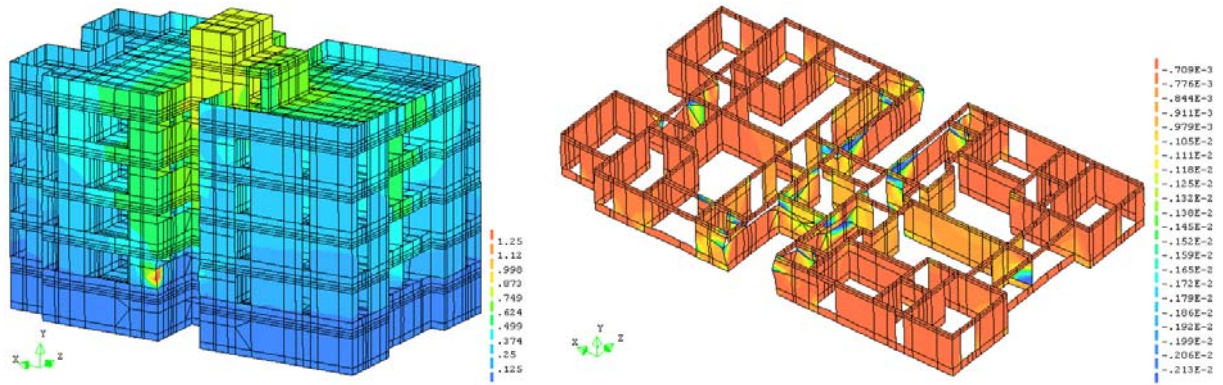 1.25
1.12
.998
.873
.749
.624
.499
.374
.25
.125
Y
X
Z
-.709E-3
-.776E-3
-.844E-3
-.911E-3
-.979E-3
-.105E-2
-.111E-2
-.118E-2
-.125E-2
-.132E-2
-.138E-2
-.145E-2
-.152E-2
-.159E-2
-.165E-2
-.172E-2
-.179E-2
-.186E-2
-.192E-2
-.199E-2
-.206E-2
-.213E-2
Y
X
Z